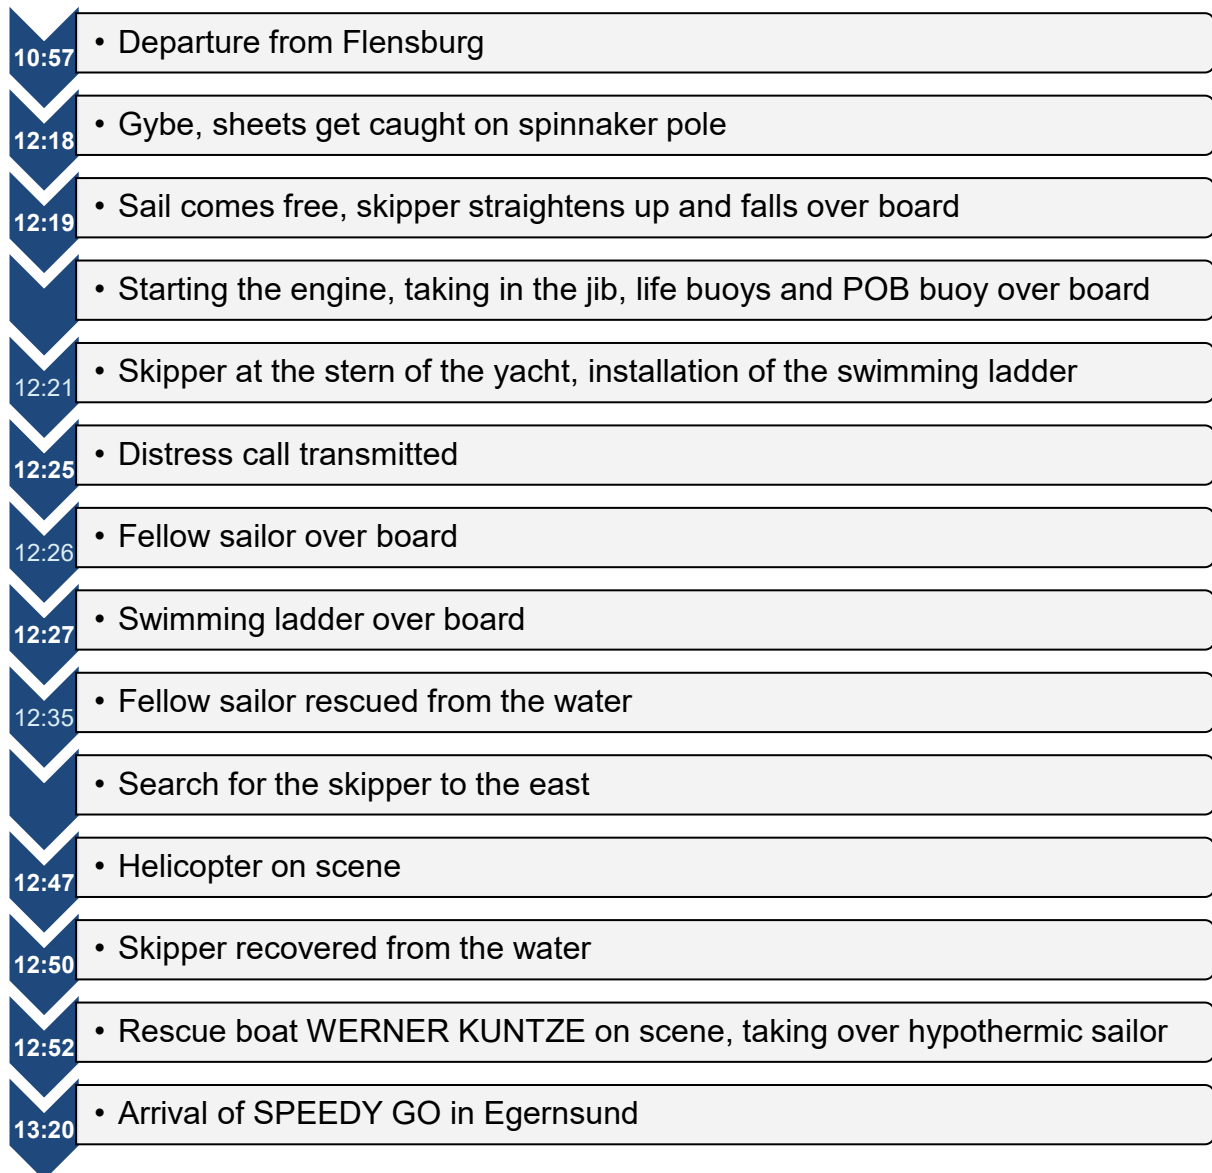 10:57 • Departure from Flensburg
12:18 • Gybe, sheets get caught on spinnaker pole
12:19 • Sail comes free, skipper straightens up and falls over board
• Starting the engine, taking in the jib, life buoys and POB buoy over board
12:21 • Skipper at the stern of the yacht, installation of the swimming ladder
12:25 • Distress call transmitted
12:26 • Fellow sailor over board
12:27 • Swimming ladder over board
12:35 • Fellow sailor rescued from the water
• Search for the skipper to the east
12:47 • Helicopter on scene
12:50 • Skipper recovered from the water
12:52 • Rescue boat WERNER KUNTZE on scene, taking over hypothermic sailor
13:20 • Arrival of SPEEDY GO in Egernsund